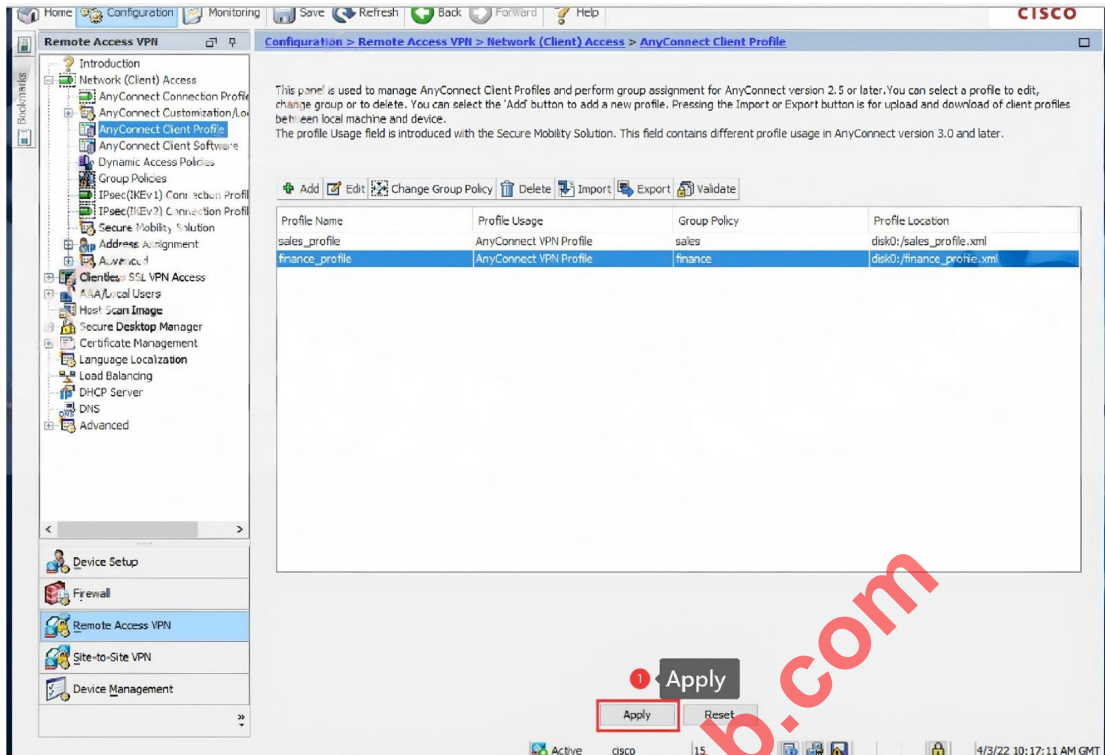 Home Configuration Monitoring Save Refresh Back Forward Help
CISCO
Bookmarks
Remote Access VPN
Introduction
Network (Client) Access
AnyConnect Connection Profile
AnyConnect Customization/Lo
AnyConnect Client Profile
AnyConnect Client Software
Dynamic Access Policies
Group Policies
IPsec(IKEv1) Connection Profil
IPsec(IKEv2) Connection Profil
Secure Mobility Solution
Address Assignment
Advanced
Clientless SSL VPN Access
AAA/Local Users
Host Scan Image
Secure Desktop Manager
Certificate Management
Language Localization
Load Balancing
DHCP Server
DNS
Advanced
Device Setup
Firewall
Remote Access VPN
Site-to-Site VPN
Device Management
Configuration > Remote Access VPN > Network (Client) Access > AnyConnect Client Profile
This panel is used to manage AnyConnect Client Profiles and perform group assignment for AnyConnect version 2.5 or later.You can select a profile to edit,
change group or to delete. You can select the 'Add' button to add a new profile. Pressing the Import or Export button is for upload and download of client profiles
between local machine and device.
The profile Usage field is introduced with the Secure Mobility Solution. This field contains different profile usage in AnyConnect version 3.0 and later.
Add Edit Change Group Policy Delete Import Export Validate
Profile Name Profile Usage Group Policy Profile Location
sales_profile AnyConnect VPN Profile sales disk0:/sales_profile.xml
finance_profile AnyConnect VPN Profile finance disk0:/finance_profile.xml
1 Apply
Apply Reset
b.com
Active cisco 15 4/3/22 10:17:11 AM GMT